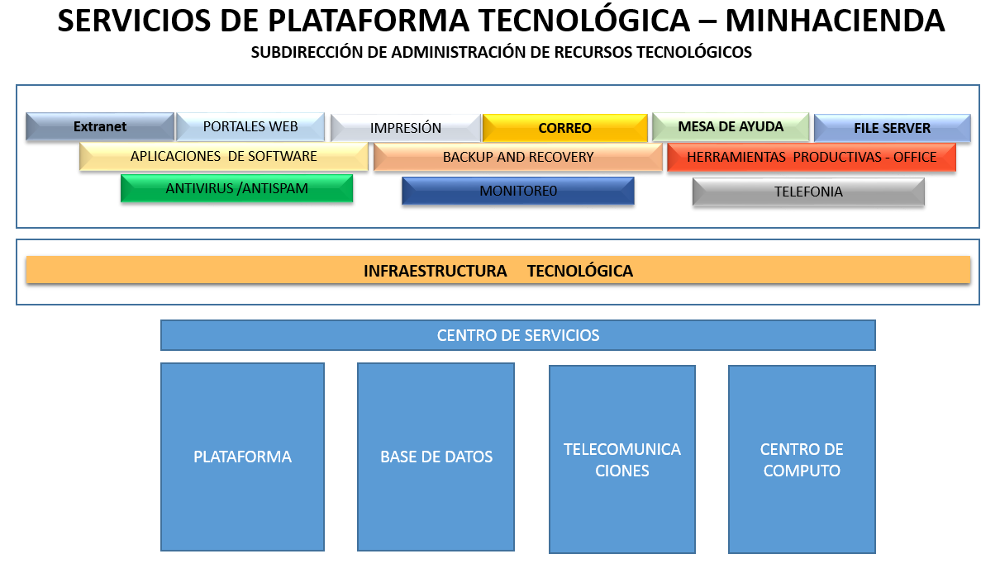 SERVICIOS DE PLATAFORMA TECNOLÓGICA – MINHACIENDA
SUBDIRECCIÓN DE ADMINISTRACIÓN DE RECURSOS TECNOLÓGICOS
Extranet
PORTALES WEB
IMPRESIÓN
CORREO
MESA DE AYUDA
FILE SERVER
APLICACIONES DE SOFTWARE
BACKUP AND RECOVERY
HERRAMIENTAS PRODUCTIVAS - OFFICE
ANTIVIRUS /ANTISPAM
MONITORE0
TELEFONIA
INFRAESTRUCTURA TECNOLÓGICA
CENTRO DE SERVICIOS
PLATAFORMA
BASE DE DATOS
TELECOMUNICA
CIONES
CENTRO DE
COMPUTO